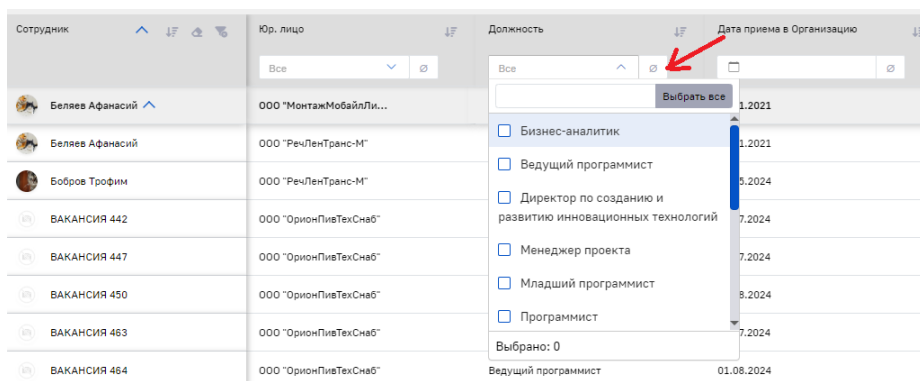 Сотрудник Юр. лицо Должность Дата приема в Организацию
Все Ø Все Ø Ø
Выбрать все
Беляев Афанасий ООО "МонтажМобайлЛи... 1.2021
Бизнес-аналитик
Беляев Афанасий ООО "РечЛенТранс-М" 1.2021
Ведущий программист
Бобров Трофим ООО "РечЛенТранс-М" 5.2024
Директор по созданию и
развитию инновационных технологий
ВАКАНСИЯ 442 ООО "ОрионПивТехСнаб" 7.2024
Менеджер проекта
ВАКАНСИЯ 447 ООО "ОрионПивТехСнаб" 7.2024
Младший программист
ВАКАНСИЯ 450 ООО "ОрионПивТехСнаб" 8.2024
Программист
ВАКАНСИЯ 463 ООО "ОрионПивТехСнаб" 7.2024
Выбрано: 0
ВАКАНСИЯ 464 ООО "ОрионПивТехСнаб" Ведущий программист 01.08.2024